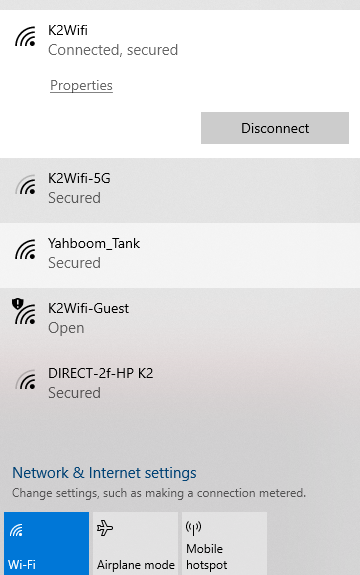 K2Wifi
Connected, secured
Properties
Disconnect
K2Wifi-5G
Secured
Yahboom_Tank
Secured
K2Wifi-Guest
Open
DIRECT-2f-HP K2
Secured
Network & Internet settings
Change settings, such as making a connection metered.
Wi-Fi
Airplane mode
Mobile
hotspot